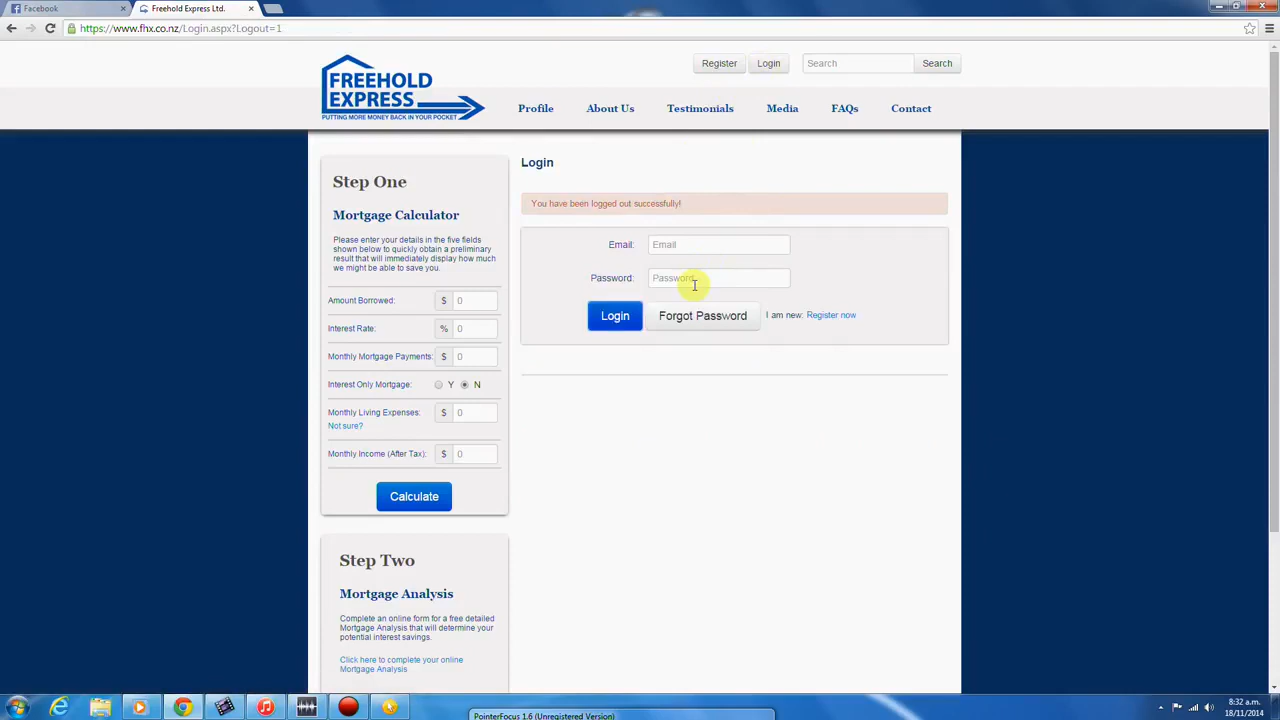 Facebook
Freehold Express Ltd.
https://www.fhx.co.nz/Login.aspx?Logout=1
Register
Login
Search
Search
FREEHOLD
EXPRESS
PUTTING MORE MONEY BACK IN YOUR POCKET
Profile
About Us
Testimonials
Media
FAQs
Contact
Step One
Mortgage Calculator
Please enter your details in the five fields
shown below to quickly obtain a preliminary
result that will immediately display how much
we might be able to save you.
Amount Borrowed: $ 0
Interest Rate: % 0
Monthly Mortgage Payments: $ 0
Interest Only Mortgage: Y N
Monthly Living Expenses: $ 0
Not sure?
Monthly Income (After Tax): $ 0
Calculate
Step Two
Mortgage Analysis
Complete an online form for a free detailed
Mortgage Analysis that will determine your
potential interest savings.
Click here to complete your online
Mortgage Analysis
Login
You have been logged out successfully!
Email: Email
Password: Password
Login
Forgot Password
I am new: Register now
PointerFocus 1.6 (Unregistered Version)
8:32 a.m.
18/11/2014